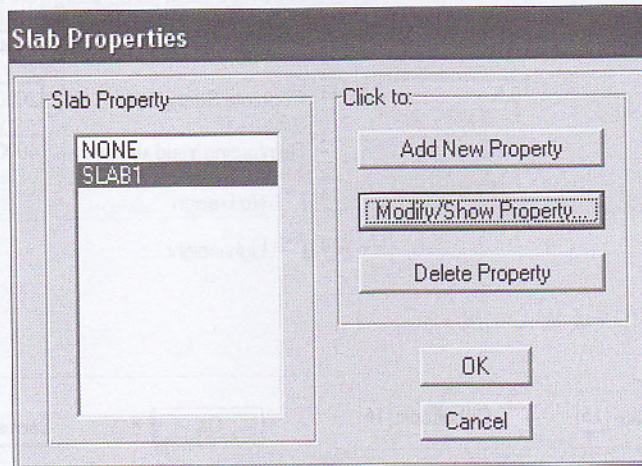 Slab Properties
Slab Property
NONE
SLAB1
Click to:
Add New Property
Modify/Show Property...
Delete Property
OK
Cancel